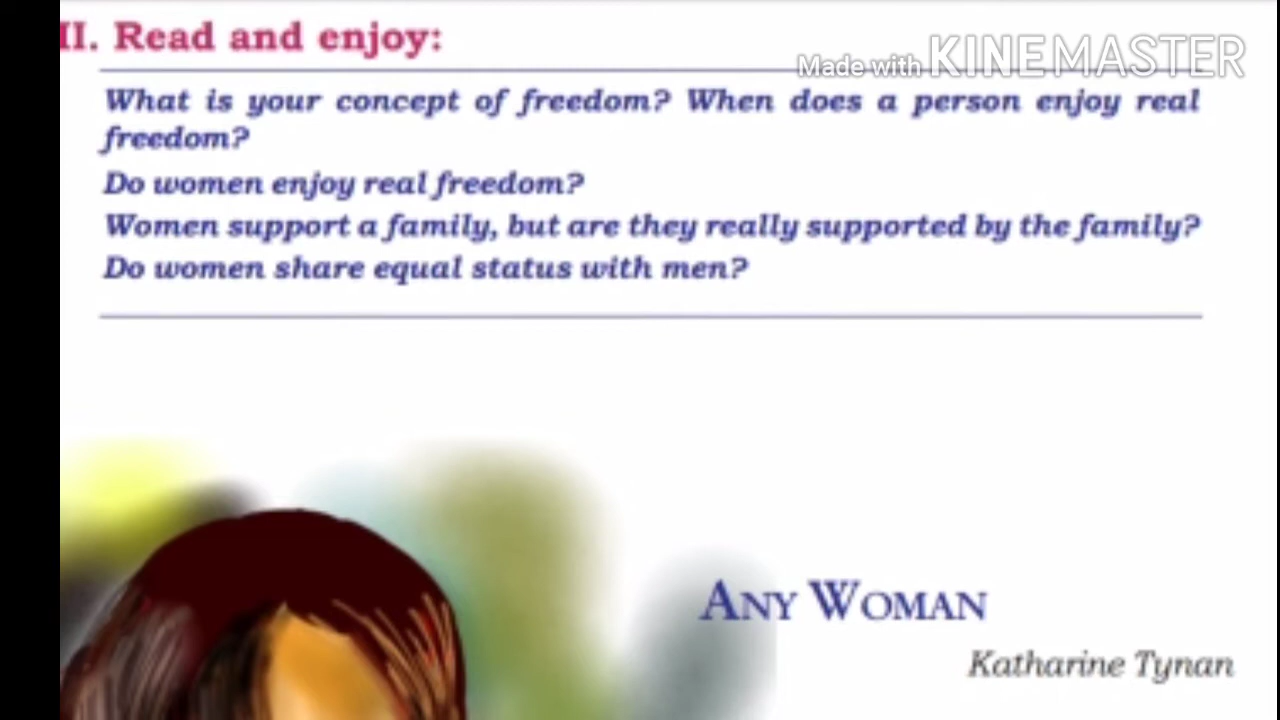 II. Read and enjoy:
Made with KINEMASTER
What is your concept of freedom? When does a person enjoy real
freedom?
Do women enjoy real freedom?
Women support a family, but are they really supported by the family?
Do women share equal status with men?
ANY WOMAN
Katharine Tynan